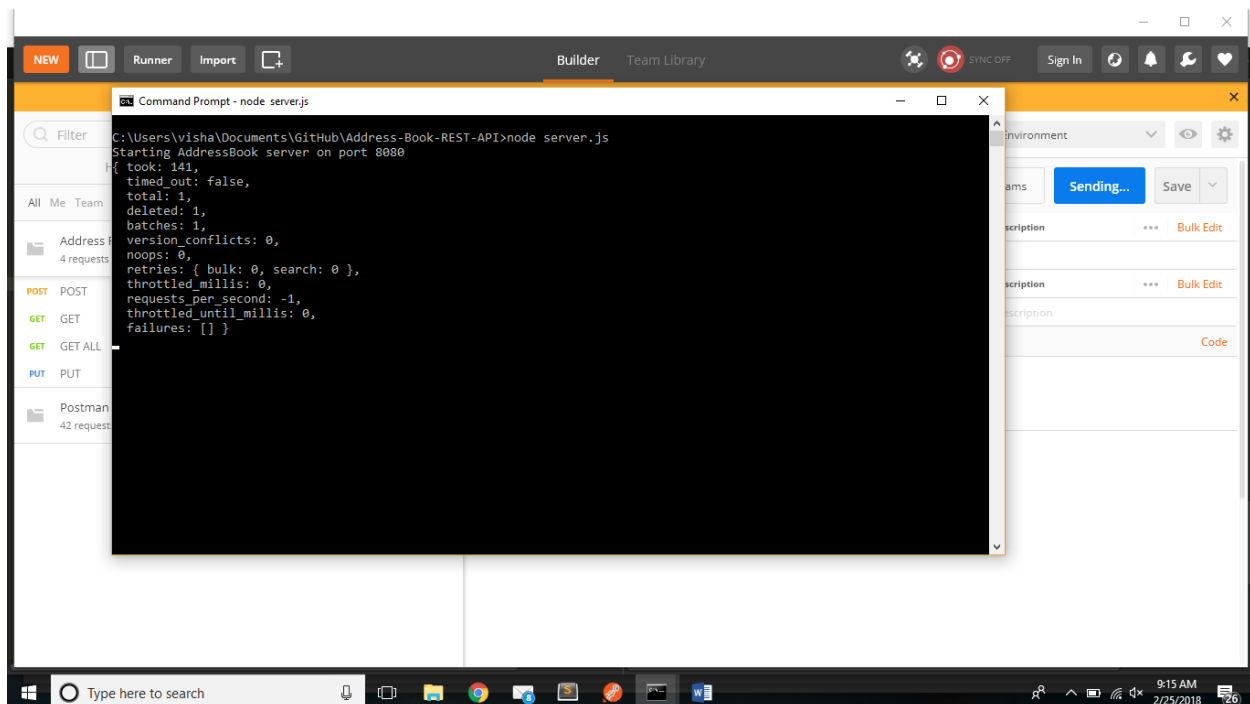 NEW Runner Import Builder Team Library SYNC OFF Sign In
Command Prompt - node server.js
Filter
All Me Team
Address
4 requests
POST POST
GET GET
GET GET ALL
PUT PUT
Postman
42 request
C:\Users\visha\Documents\GitHub\Address-Book-REST-API>node server.js
Starting AddressBook server on port 8080
{ took: 141,
timed_out: false,
total: 1,
deleted: 1,
batches: 1,
version_conflicts: 0,
noops: 0,
retries: { bulk: 0, search: 0 },
throttled_millis: 0,
requests_per_second: -1,
throttled_until_millis: 0,
failures: [] }
nvironment
ams Sending... Save
scription Bulk Edit
scription Bulk Edit
escription
Code
Type here to search
8
9:15 AM
2/25/2018
26